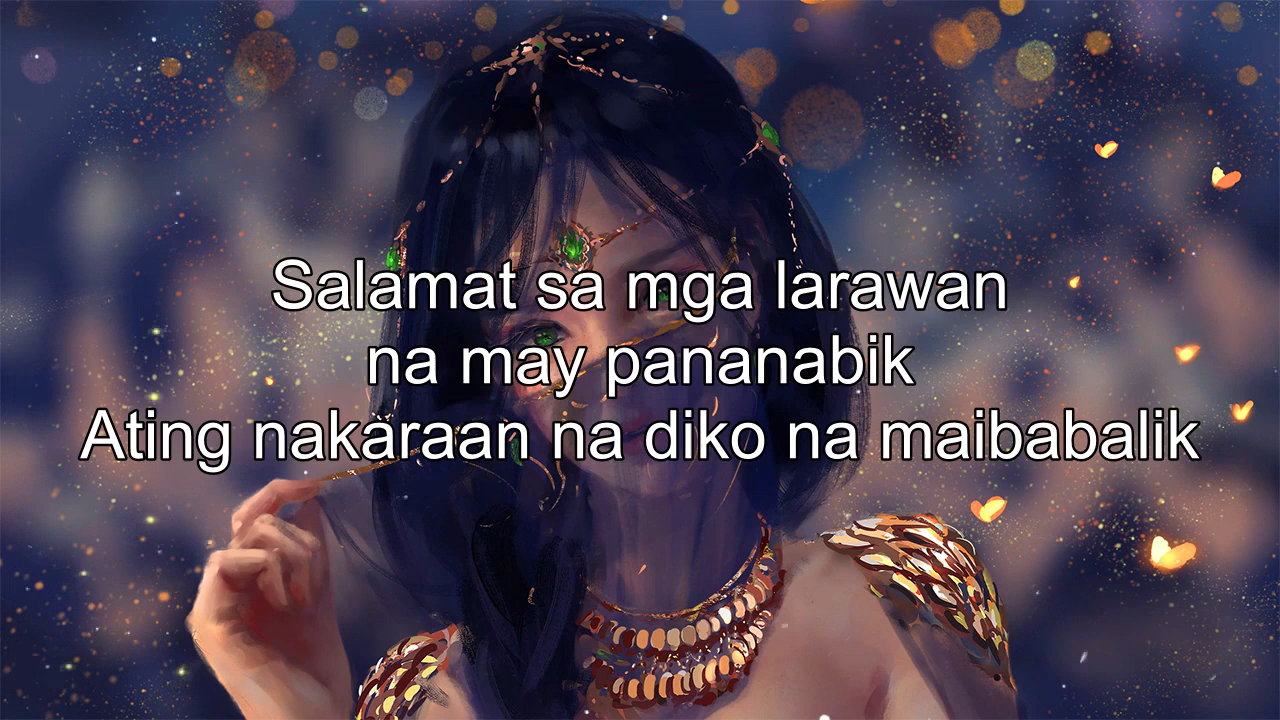 Salamat sa mga larawan
na may pananabik
Ating nakaraan na diko na maibabalik